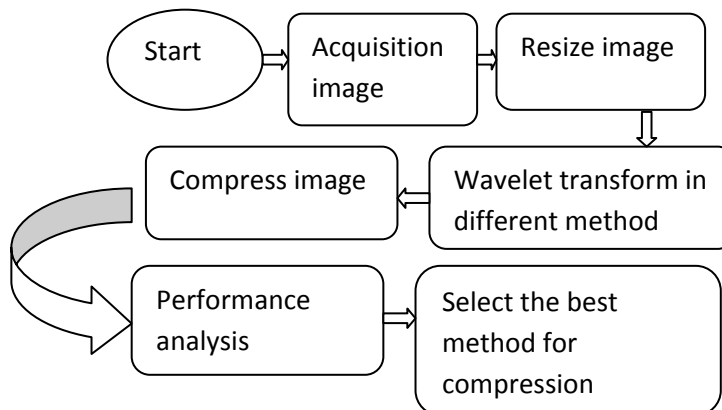 Start
Acquisition
image
Resize image
Wavelet transform in
different method
Compress image
Performance
analysis
Select the best
method for
compression